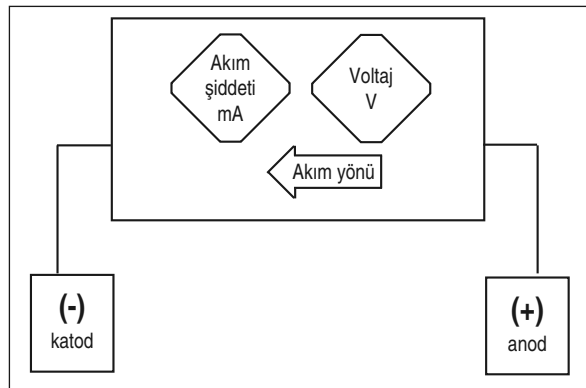 Akım
şiddeti
mA
Voltaj
V
Akım yönü
(-)
katod
(+)
anod